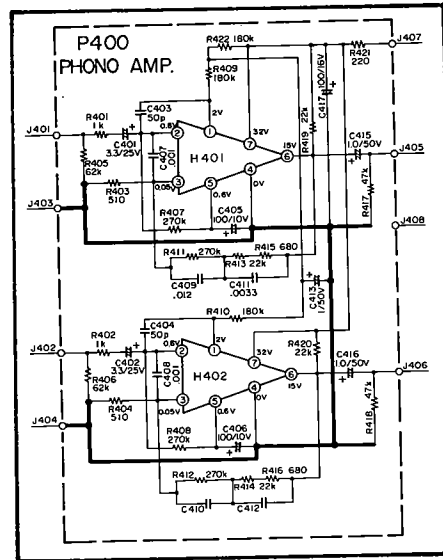 P400
PHONO AMP.
R422 180k
R409
180k
J407
R421
220
C417 100/16V
R419 22k
C403
50p
R401
1k
J401
C401
3.3/25V
0.6V
C407
.001
2
1
2V
7
32V
H401
6
15V
C415
1.0/50V
J405
R405
62k
R403
510
3
0.05V
5
4
0V
0.6V
R417
47k
J403
R407
270k
C405
100/10V
J408
R411
270k
R415 680
R413 22k
C409
.012
C411
.0033
C413
1/50V
R410
180k
C404
50p
R402
1k
J402
C402
3.3/25V
0.6V
C408
.001
2
1
2V
7
32V
R420
22k
H402
6
15V
C416
1.0/50V
J406
R406
62k
R404
510
3
0.05V
5
4
0V
0.6V
R418
47k
J404
R408
270k
C406
100/10V
R412
270k
R416 680
R414 22k
C410
C412